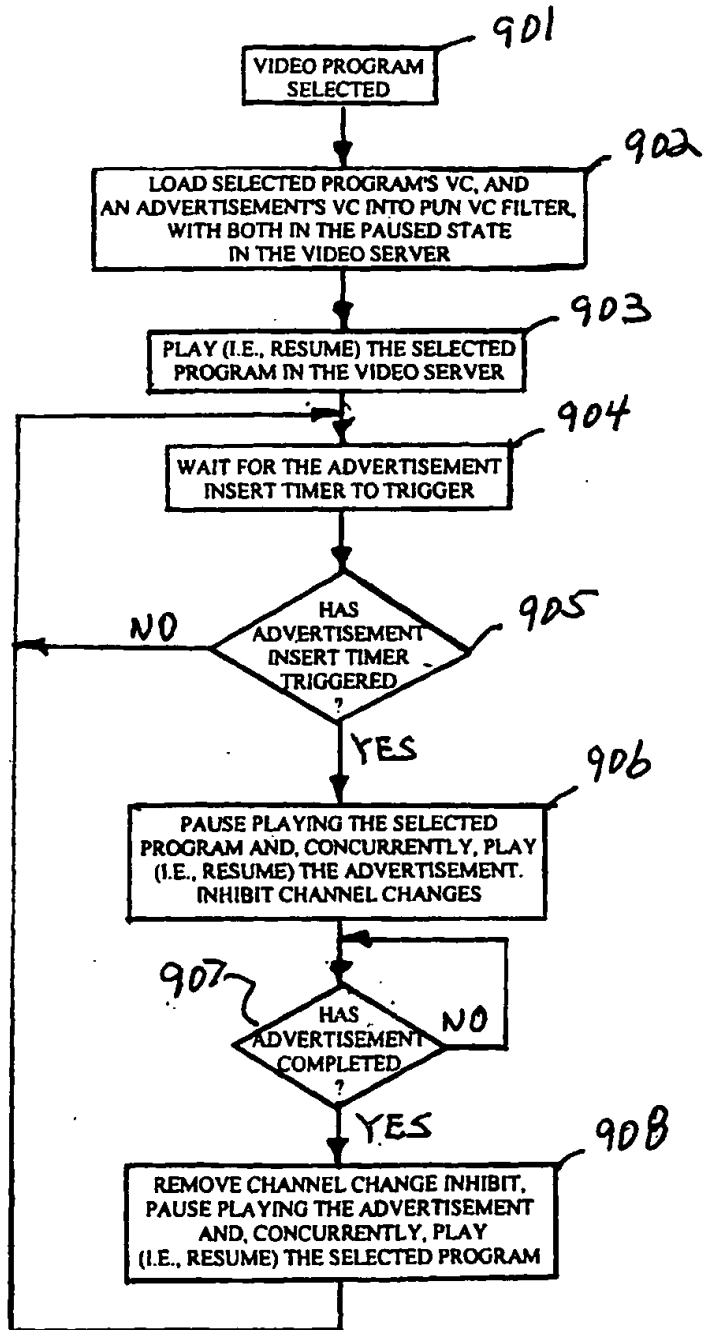 901
VIDEO PROGRAM
SELECTED
902
LOAD SELECTED PROGRAM'S VC, AND
AN ADVERTISEMENT'S VC INTO PUN VC FILTER,
WITH BOTH IN THE PAUSED STATE
IN THE VIDEO SERVER
903
PLAY (I.E., RESUME) THE SELECTED
PROGRAM IN THE VIDEO SERVER
904
WAIT FOR THE ADVERTISEMENT
INSERT TIMER TO TRIGGER
905
HAS
ADVERTISEMENT
INSERT TIMER
TRIGGERED
?
NO
YES
906
PAUSE PLAYING THE SELECTED
PROGRAM AND, CONCURRENTLY, PLAY
(I.E., RESUME) THE ADVERTISEMENT.
INHIBIT CHANNEL CHANGES
907
HAS
ADVERTISEMENT
COMPLETED
?
NO
YES
908
REMOVE CHANNEL CHANGE INHIBIT,
PAUSE PLAYING THE ADVERTISEMENT
AND, CONCURRENTLY, PLAY
(I.E., RESUME) THE SELECTED PROGRAM